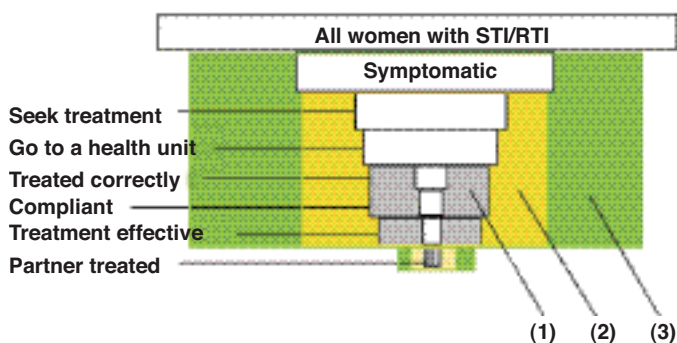 All women with STI/RTI
Symptomatic
Seek treatment
Go to a health unit
Treated correctly
Compliant
Treatment effective
Partner treated
(1) (2) (3)